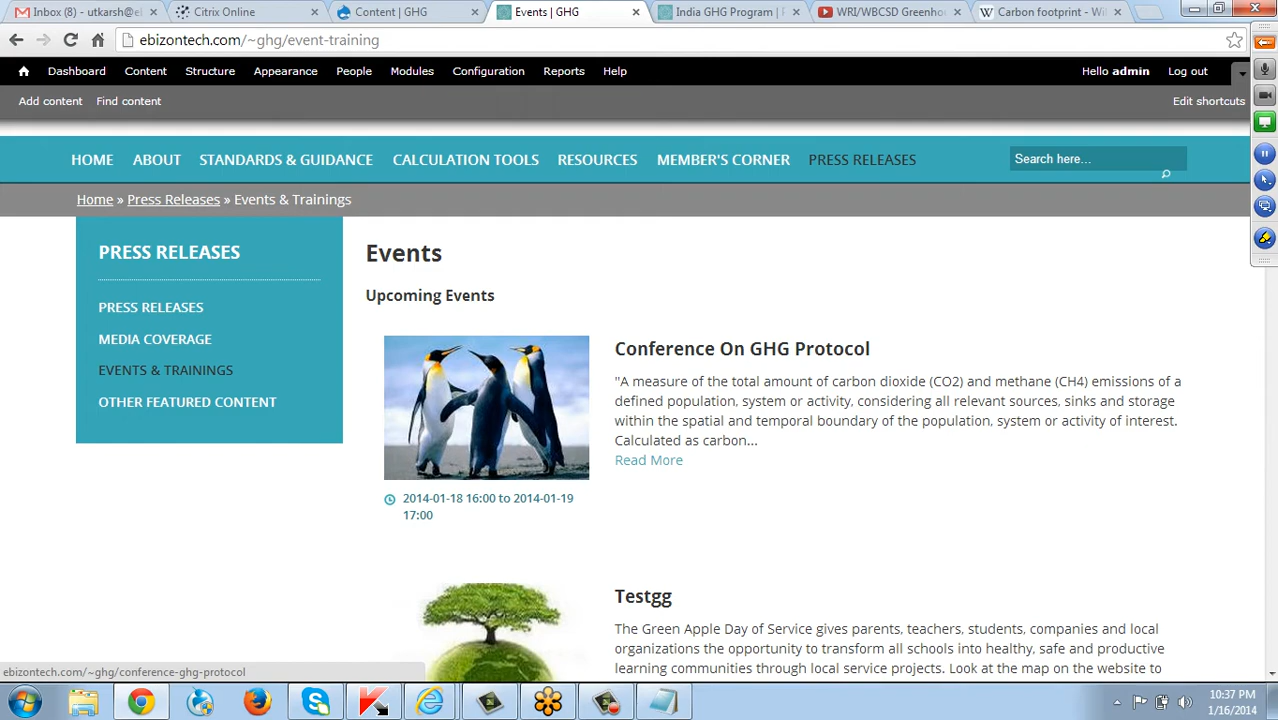 Inbox (8) - utkarsh@e
Citrix Online
Content | GHG
Events | GHG
India GHG Program |
WRI/WBCSD Greenho
Carbon footprint - Wi
ebizontech.com/~ghg/event-training
Dashboard Content Structure Appearance People Modules Configuration Reports Help
Hello admin Log out
Add content Find content
Edit shortcuts
HOME ABOUT STANDARDS & GUIDANCE CALCULATION TOOLS RESOURCES MEMBER'S CORNER PRESS RELEASES
Search here...
Home » Press Releases » Events & Trainings
PRESS RELEASES
PRESS RELEASES
MEDIA COVERAGE
EVENTS & TRAININGS
OTHER FEATURED CONTENT
Events
Upcoming Events
Conference On GHG Protocol
"A measure of the total amount of carbon dioxide (CO2) and methane (CH4) emissions of a
defined population, system or activity, considering all relevant sources, sinks and storage
within the spatial and temporal boundary of the population, system or activity of interest.
Calculated as carbon...
Read More
2014-01-18 16:00 to 2014-01-19
17:00
Testgg
The Green Apple Day of Service gives parents, teachers, students, companies and local
organizations the opportunity to transform all schools into healthy, safe and productive
learning communities through local service projects. Look at the map on the website to
ebizontech.com/~ghg/conference-ghg-protocol
10:37 PM
1/16/2014